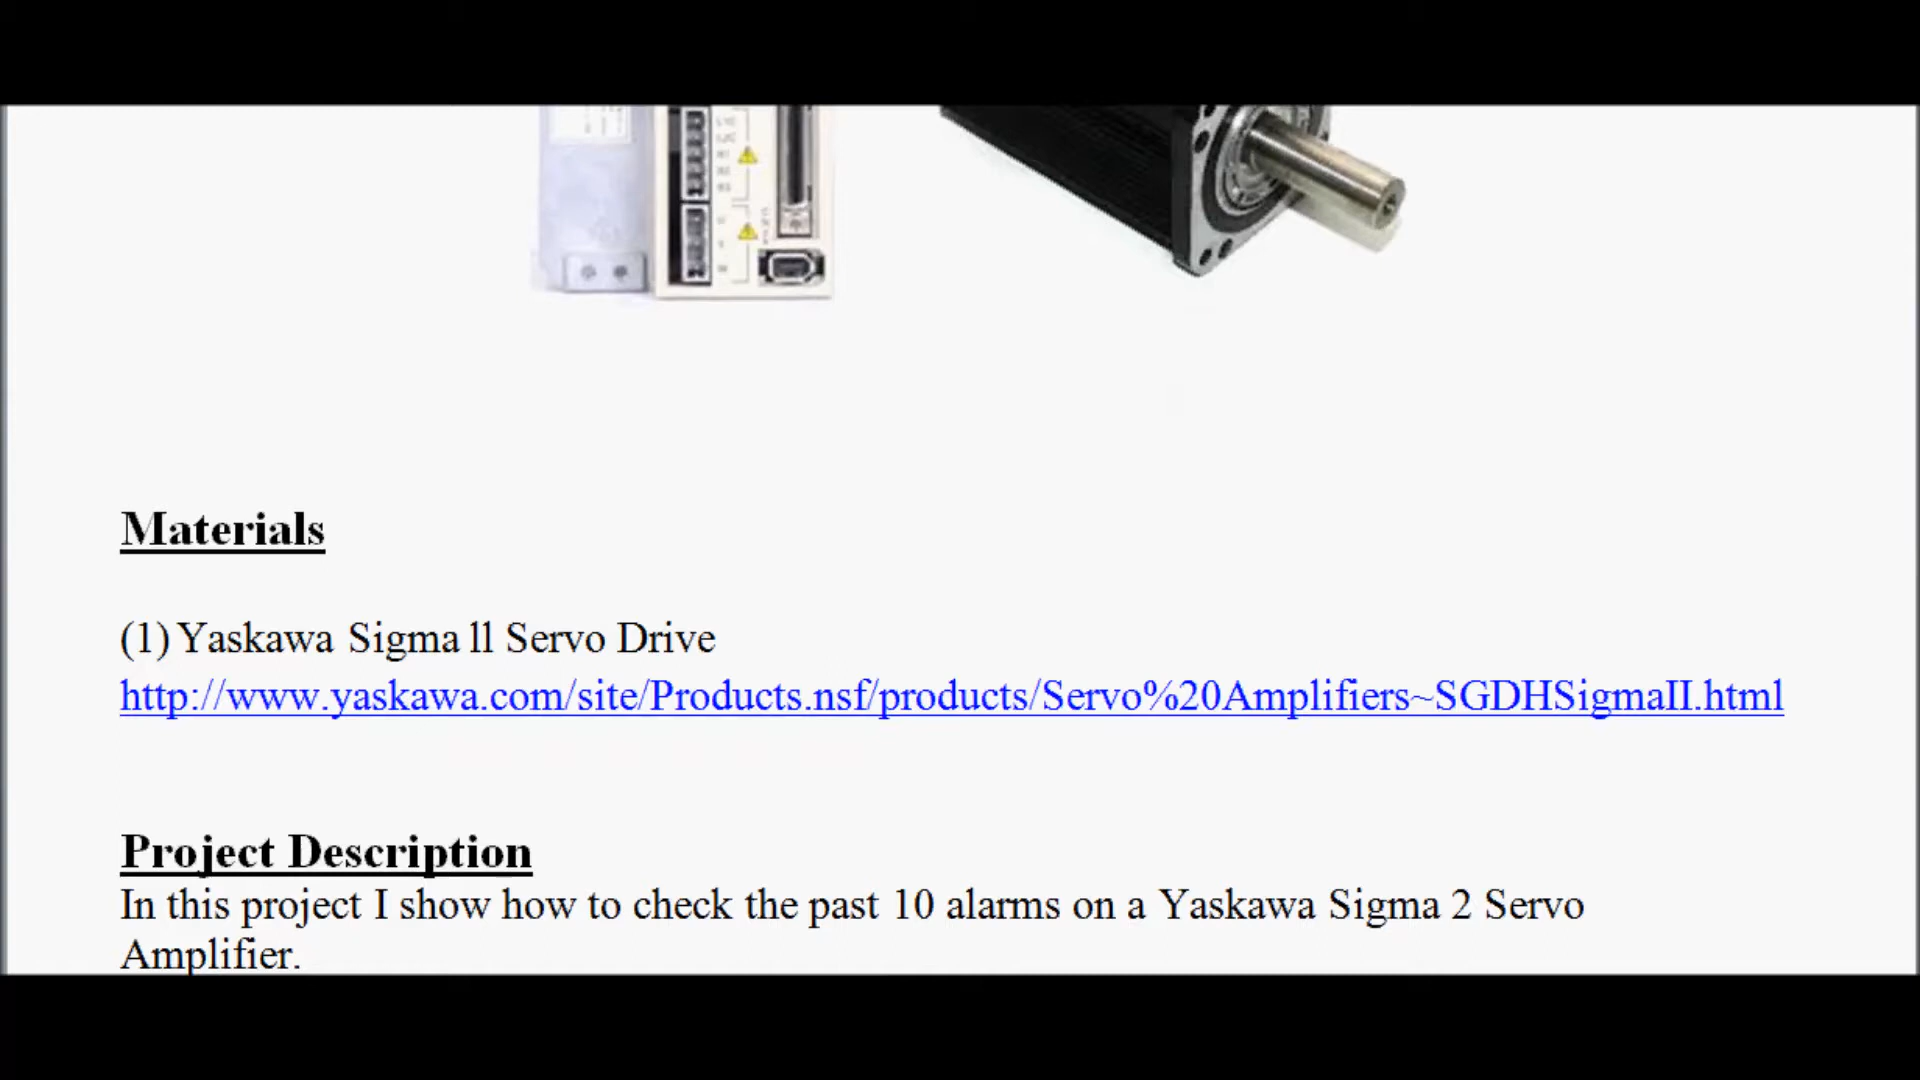 Materials
(1) Yaskawa Sigma ll Servo Drive
http://www.yaskawa.com/site/Products.nsf/products/Servo%20Amplifiers~SGDHSigmaII.html
Project Description
In this project I show how to check the past 10 alarms on a Yaskawa Sigma 2 Servo
Amplifier.